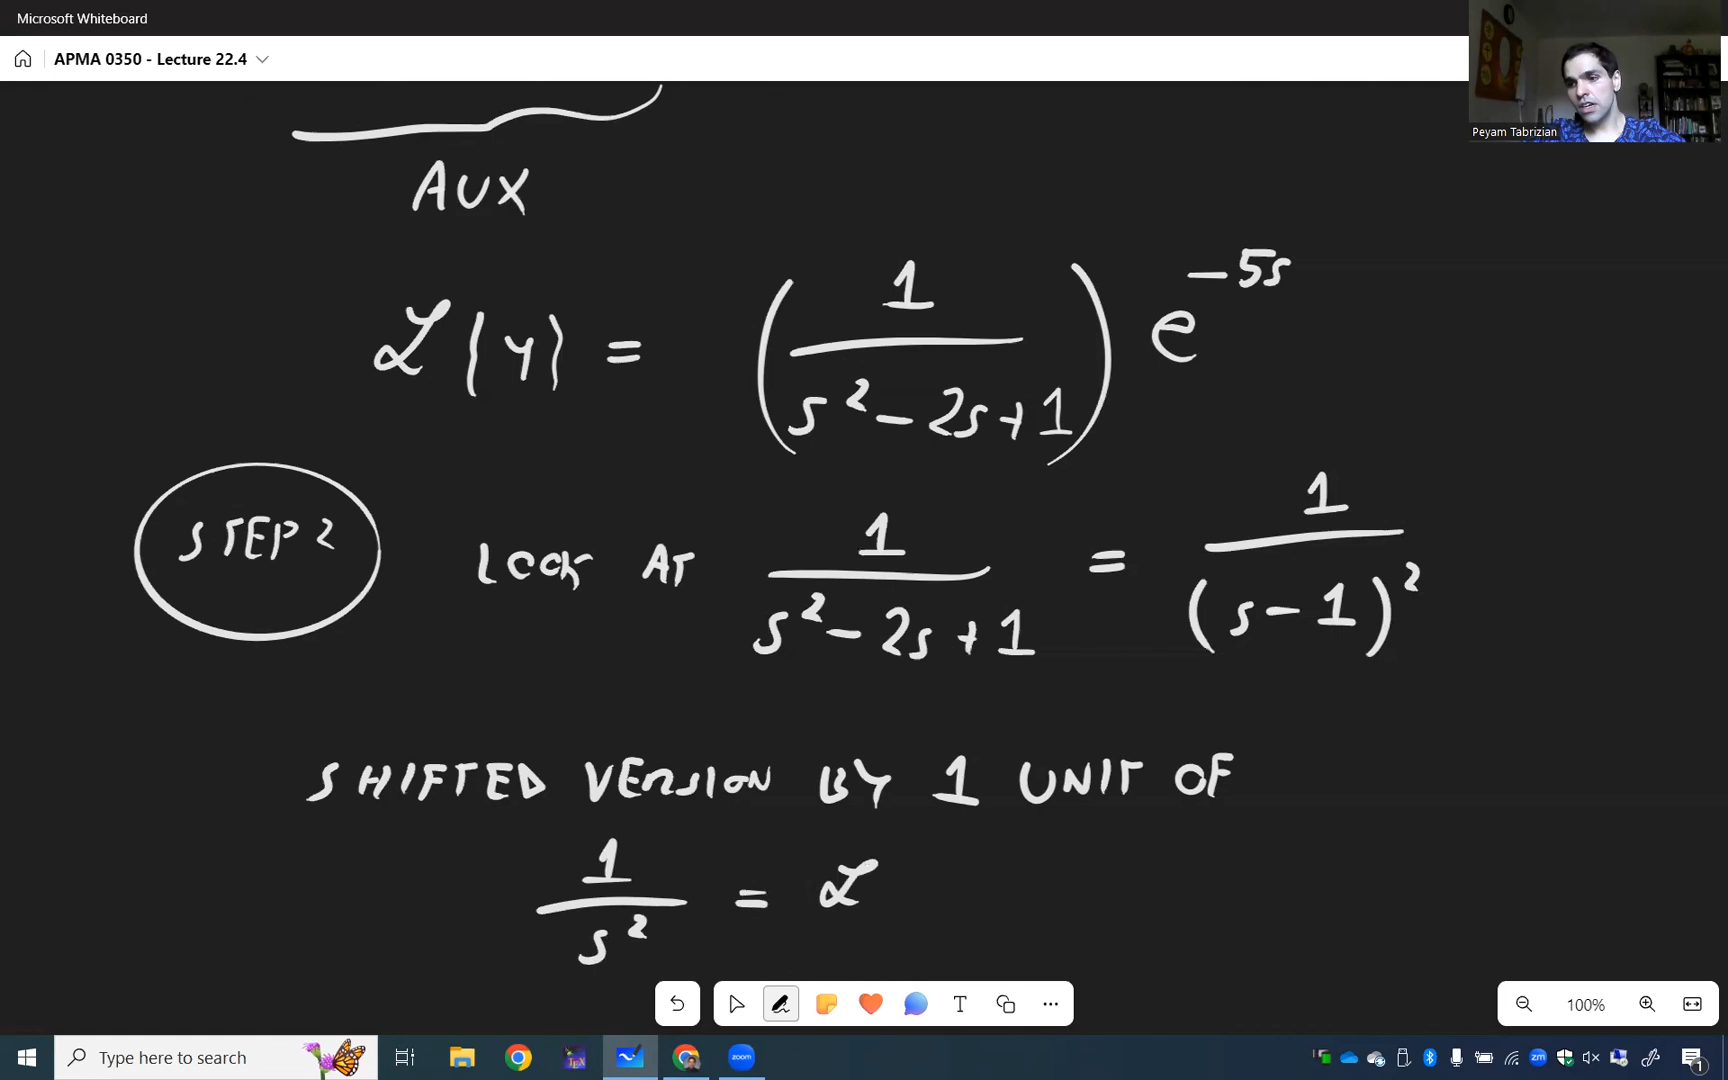 Microsoft Whiteboard
APMA 0350 - Lecture 22.4
Peyam Tabrizian
AUX
ℒ{y} = (1/(s² - 2s + 1)) e^(-5s)
STEP 2
LOOK AT 1/(s² - 2s + 1) = 1/(s - 1)²
SHIFTED VERSION BY 1 UNIT OF
1/s² = ℒ
100%
Type here to search
zoom
1